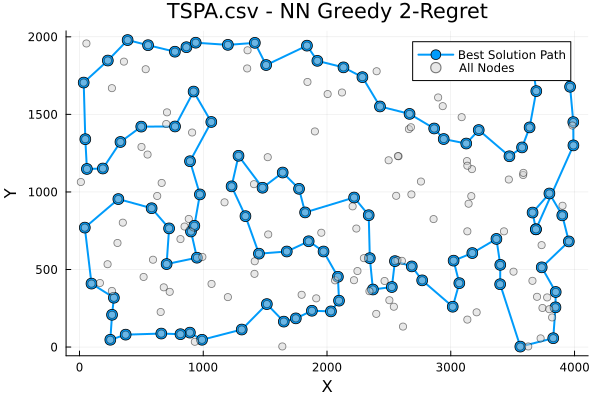 TSPA.csv - NN Greedy 2-Regret
Best Solution Path
All Nodes
2000
1500
1000
500
0
Y
0 1000 2000 3000 4000
X